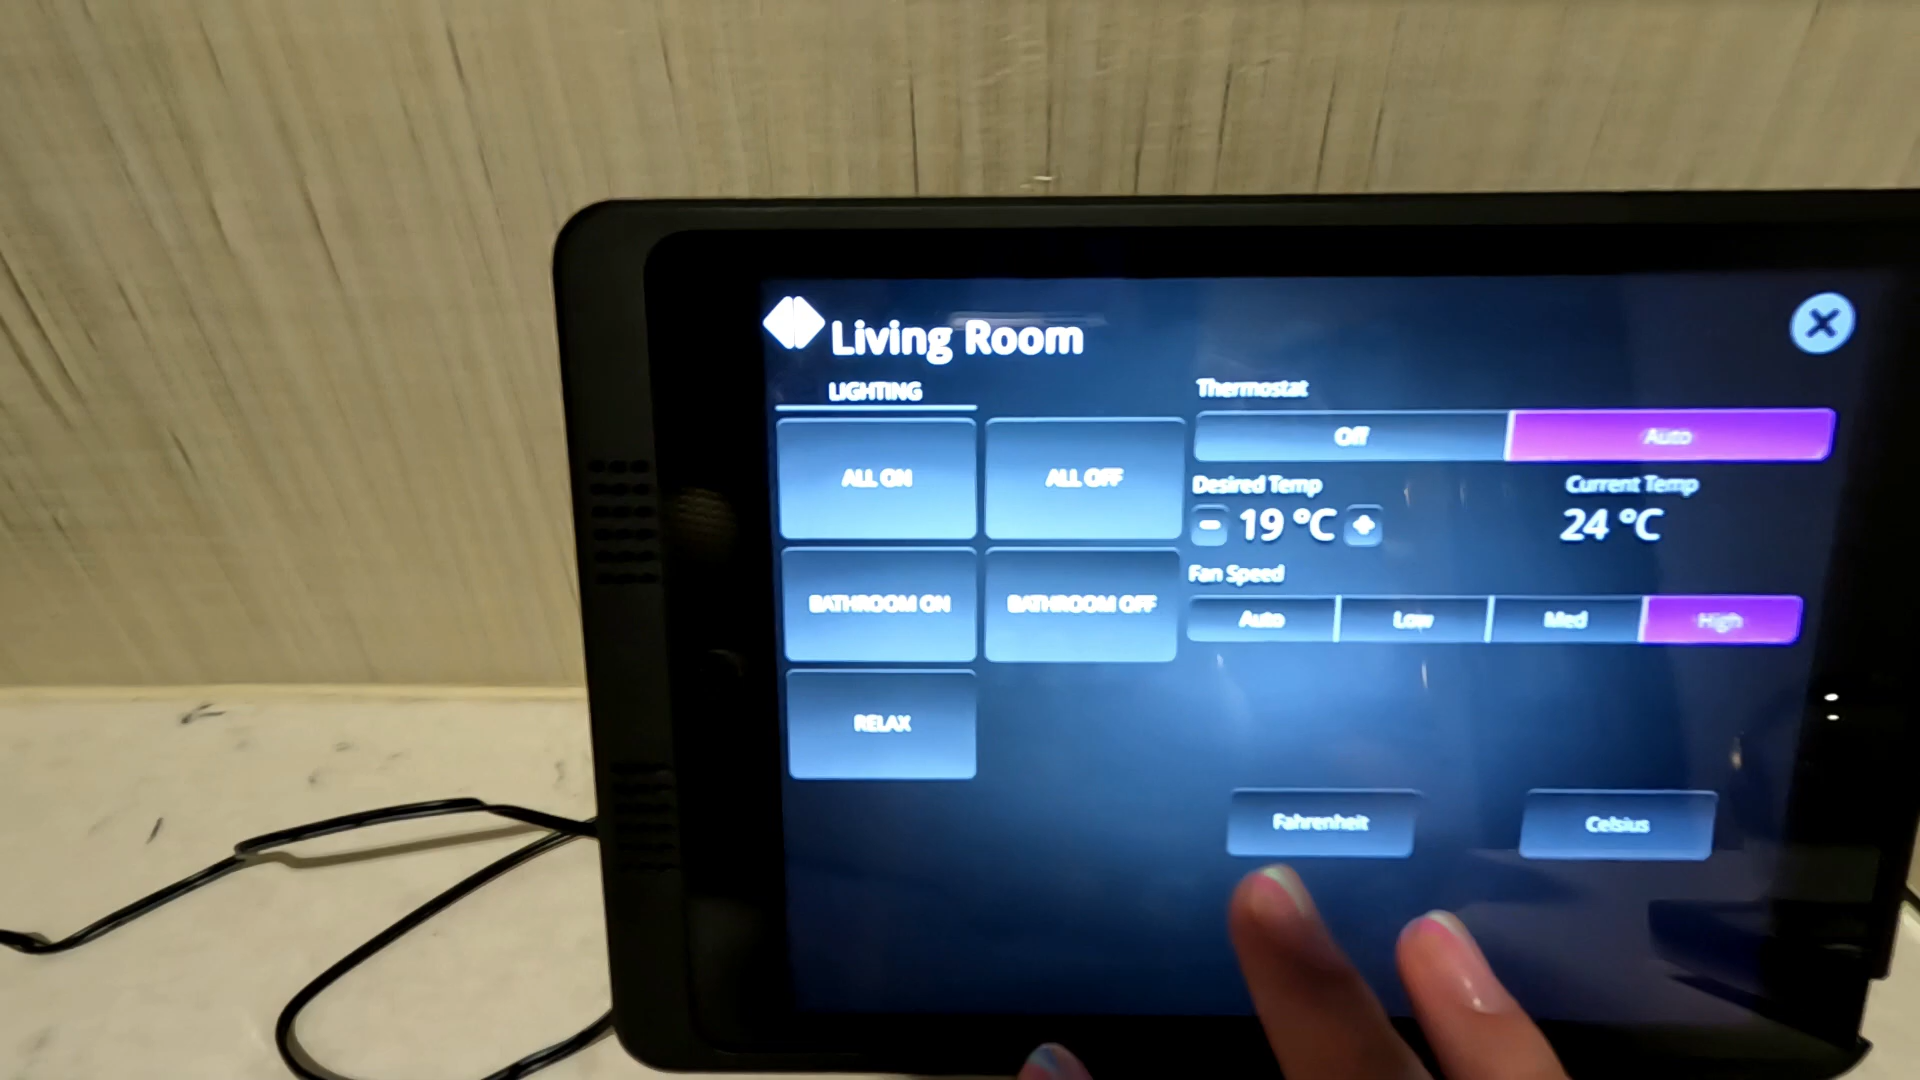 Living Room
LIGHTING
ALL ON
ALL OFF
BATHROOM ON
BATHROOM OFF
RELAX
Thermostat
Off
Auto
Desired Temp
Current Temp
- 19 °C +
24 °C
Fan Speed
Auto
Low
Med
High
Fahrenheit
Celsius